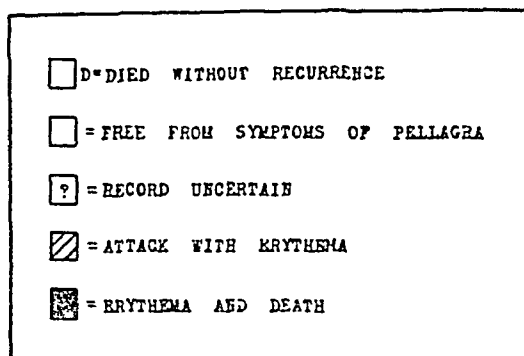 D=DIED WITHOUT RECURRENCE
= FREE FROM SYMPTOMS OF PELLAGRA
? = RECORD UNCERTAIN
= ATTACK WITH ERYTHEMA
= ERYTHEMA AND DEATH